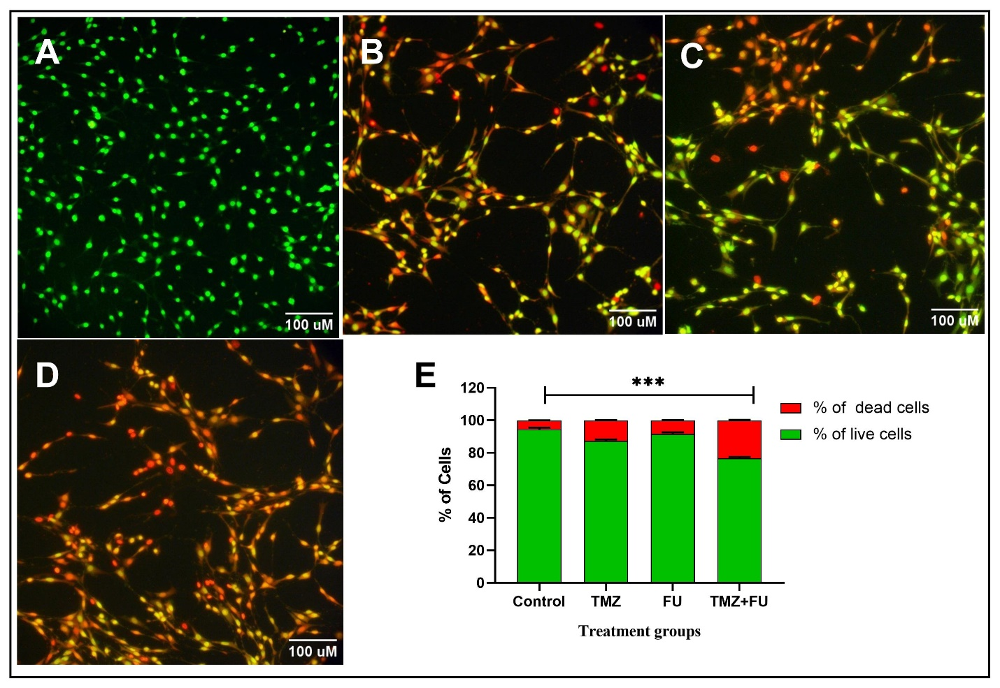 A
B
C
100 uM
100 uM
100 uM
D
E
***
120
100
80
60
40
20
0
% of Cells
% of dead cells
% of live cells
Control TMZ FU TMZ+FU
Treatment groups
100 uM